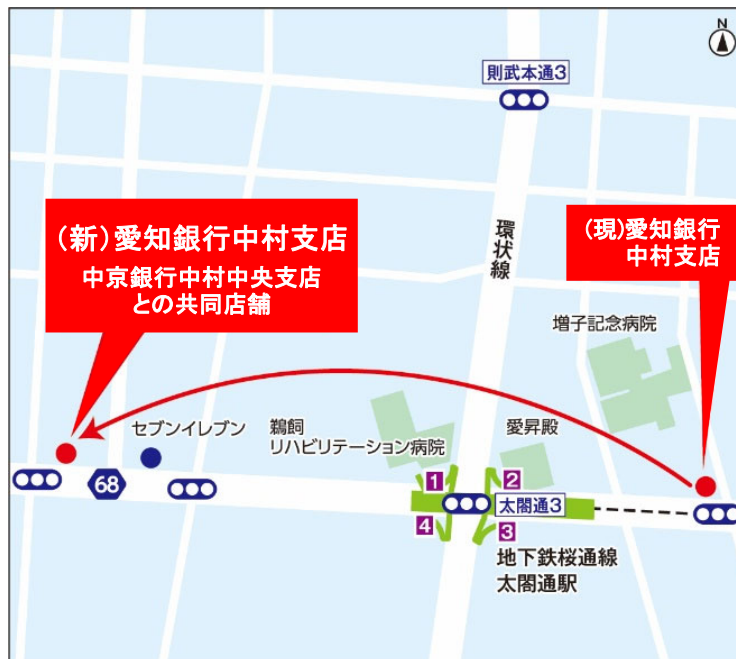 N
則武本通3
(新)愛知銀行中村支店
中京銀行中村中央支店
との共同店舗
(現)愛知銀行
中村支店
環状線
増子記念病院
セブンイレブン
鵜飼
リハビリテーション病院
愛昇殿
68
1
2
太閤通3
4
3
地下鉄桜通線
太閤通駅